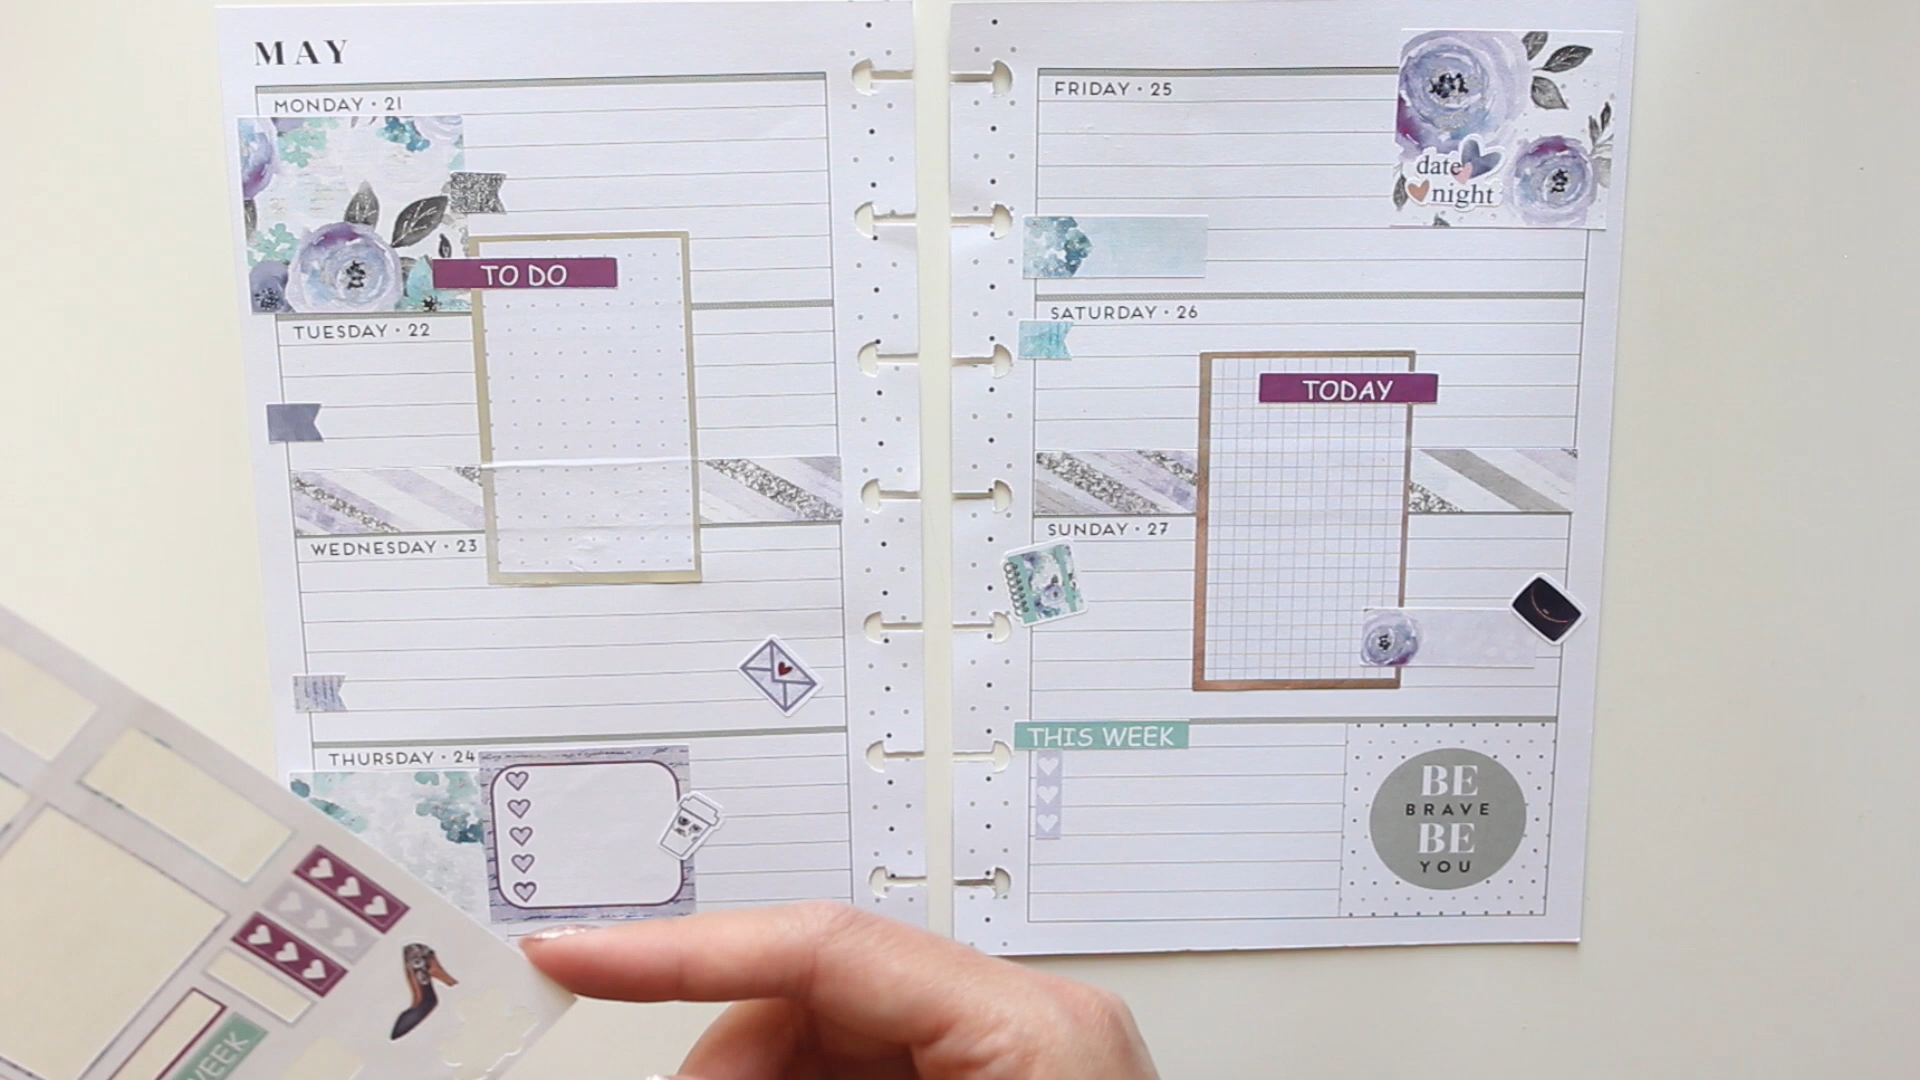 MAY
MONDAY • 21
TO DO
TUESDAY • 22
WEDNESDAY • 23
THURSDAY • 24
FRIDAY • 25
date
night
SATURDAY • 26
TODAY
SUNDAY • 27
THIS WEEK
BE
BRAVE
BE
YOU
WEEK